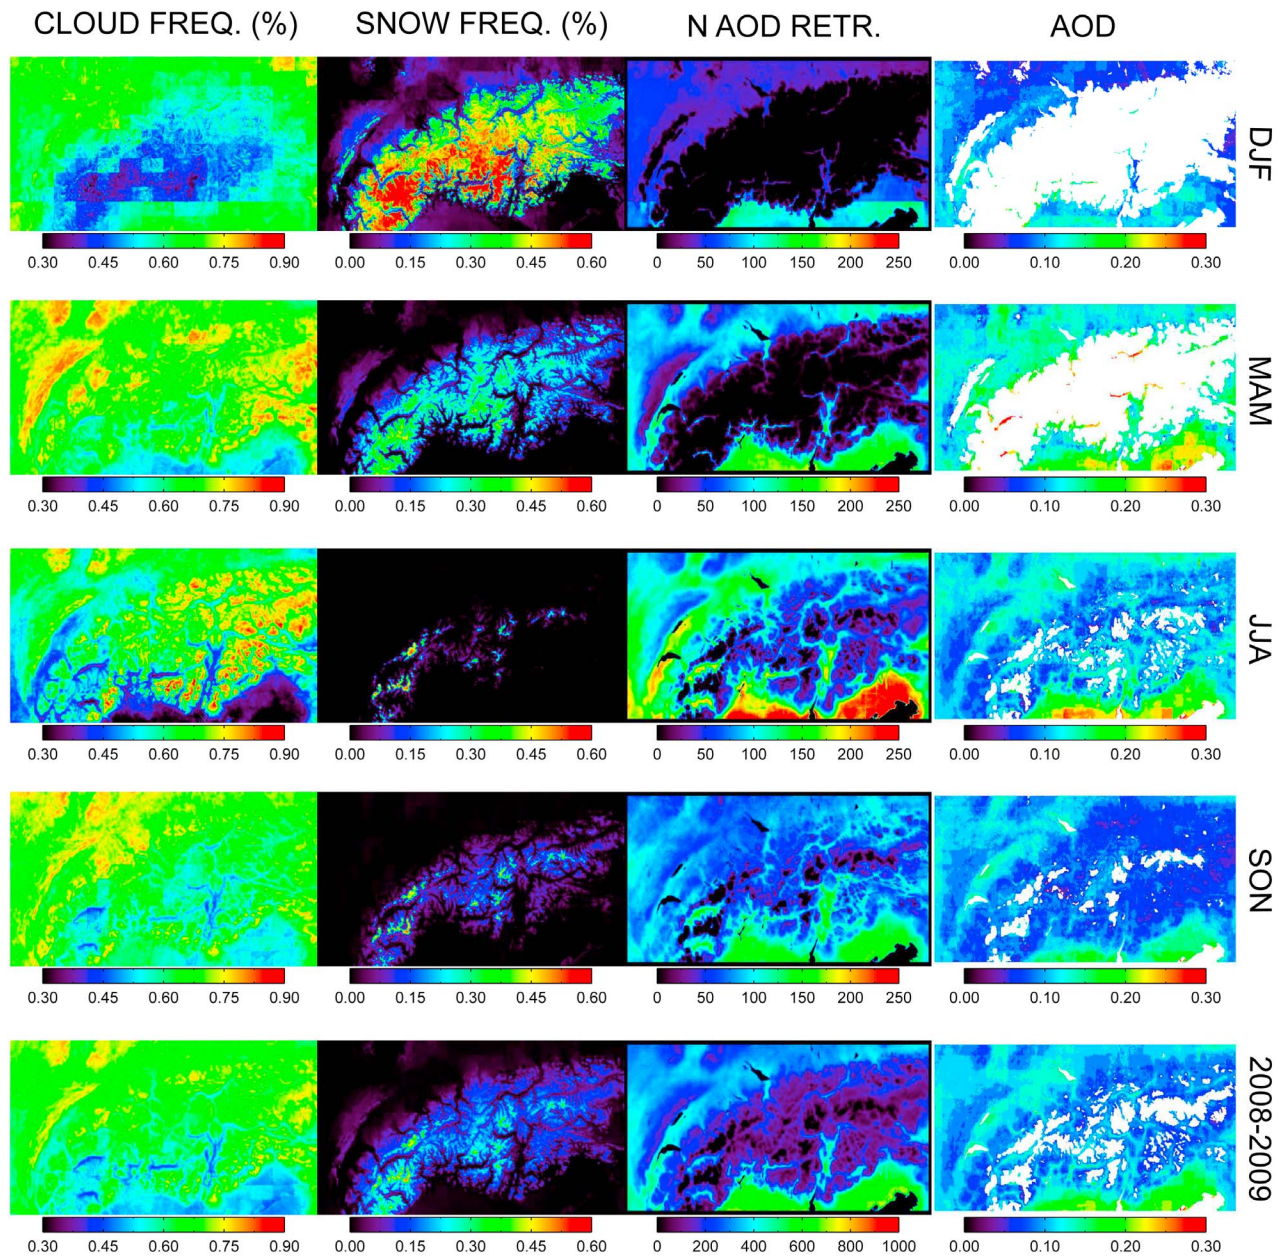 CLOUD FREQ. (%) SNOW FREQ. (%) N AOD RETR. AOD
DJF
0.30 0.45 0.60 0.75 0.90 0.00 0.15 0.30 0.45 0.60 0 50 100 150 200 250 0.00 0.10 0.20 0.30
MAM
0.30 0.45 0.60 0.75 0.90 0.00 0.15 0.30 0.45 0.60 0 50 100 150 200 250 0.00 0.10 0.20 0.30
JJA
0.30 0.45 0.60 0.75 0.90 0.00 0.15 0.30 0.45 0.60 0 50 100 150 200 250 0.00 0.10 0.20 0.30
SON
0.30 0.45 0.60 0.75 0.90 0.00 0.15 0.30 0.45 0.60 0 50 100 150 200 250 0.00 0.10 0.20 0.30
2008-2009
0.30 0.45 0.60 0.75 0.90 0.00 0.15 0.30 0.45 0.60 0 200 400 600 800 1000 0.00 0.10 0.20 0.30